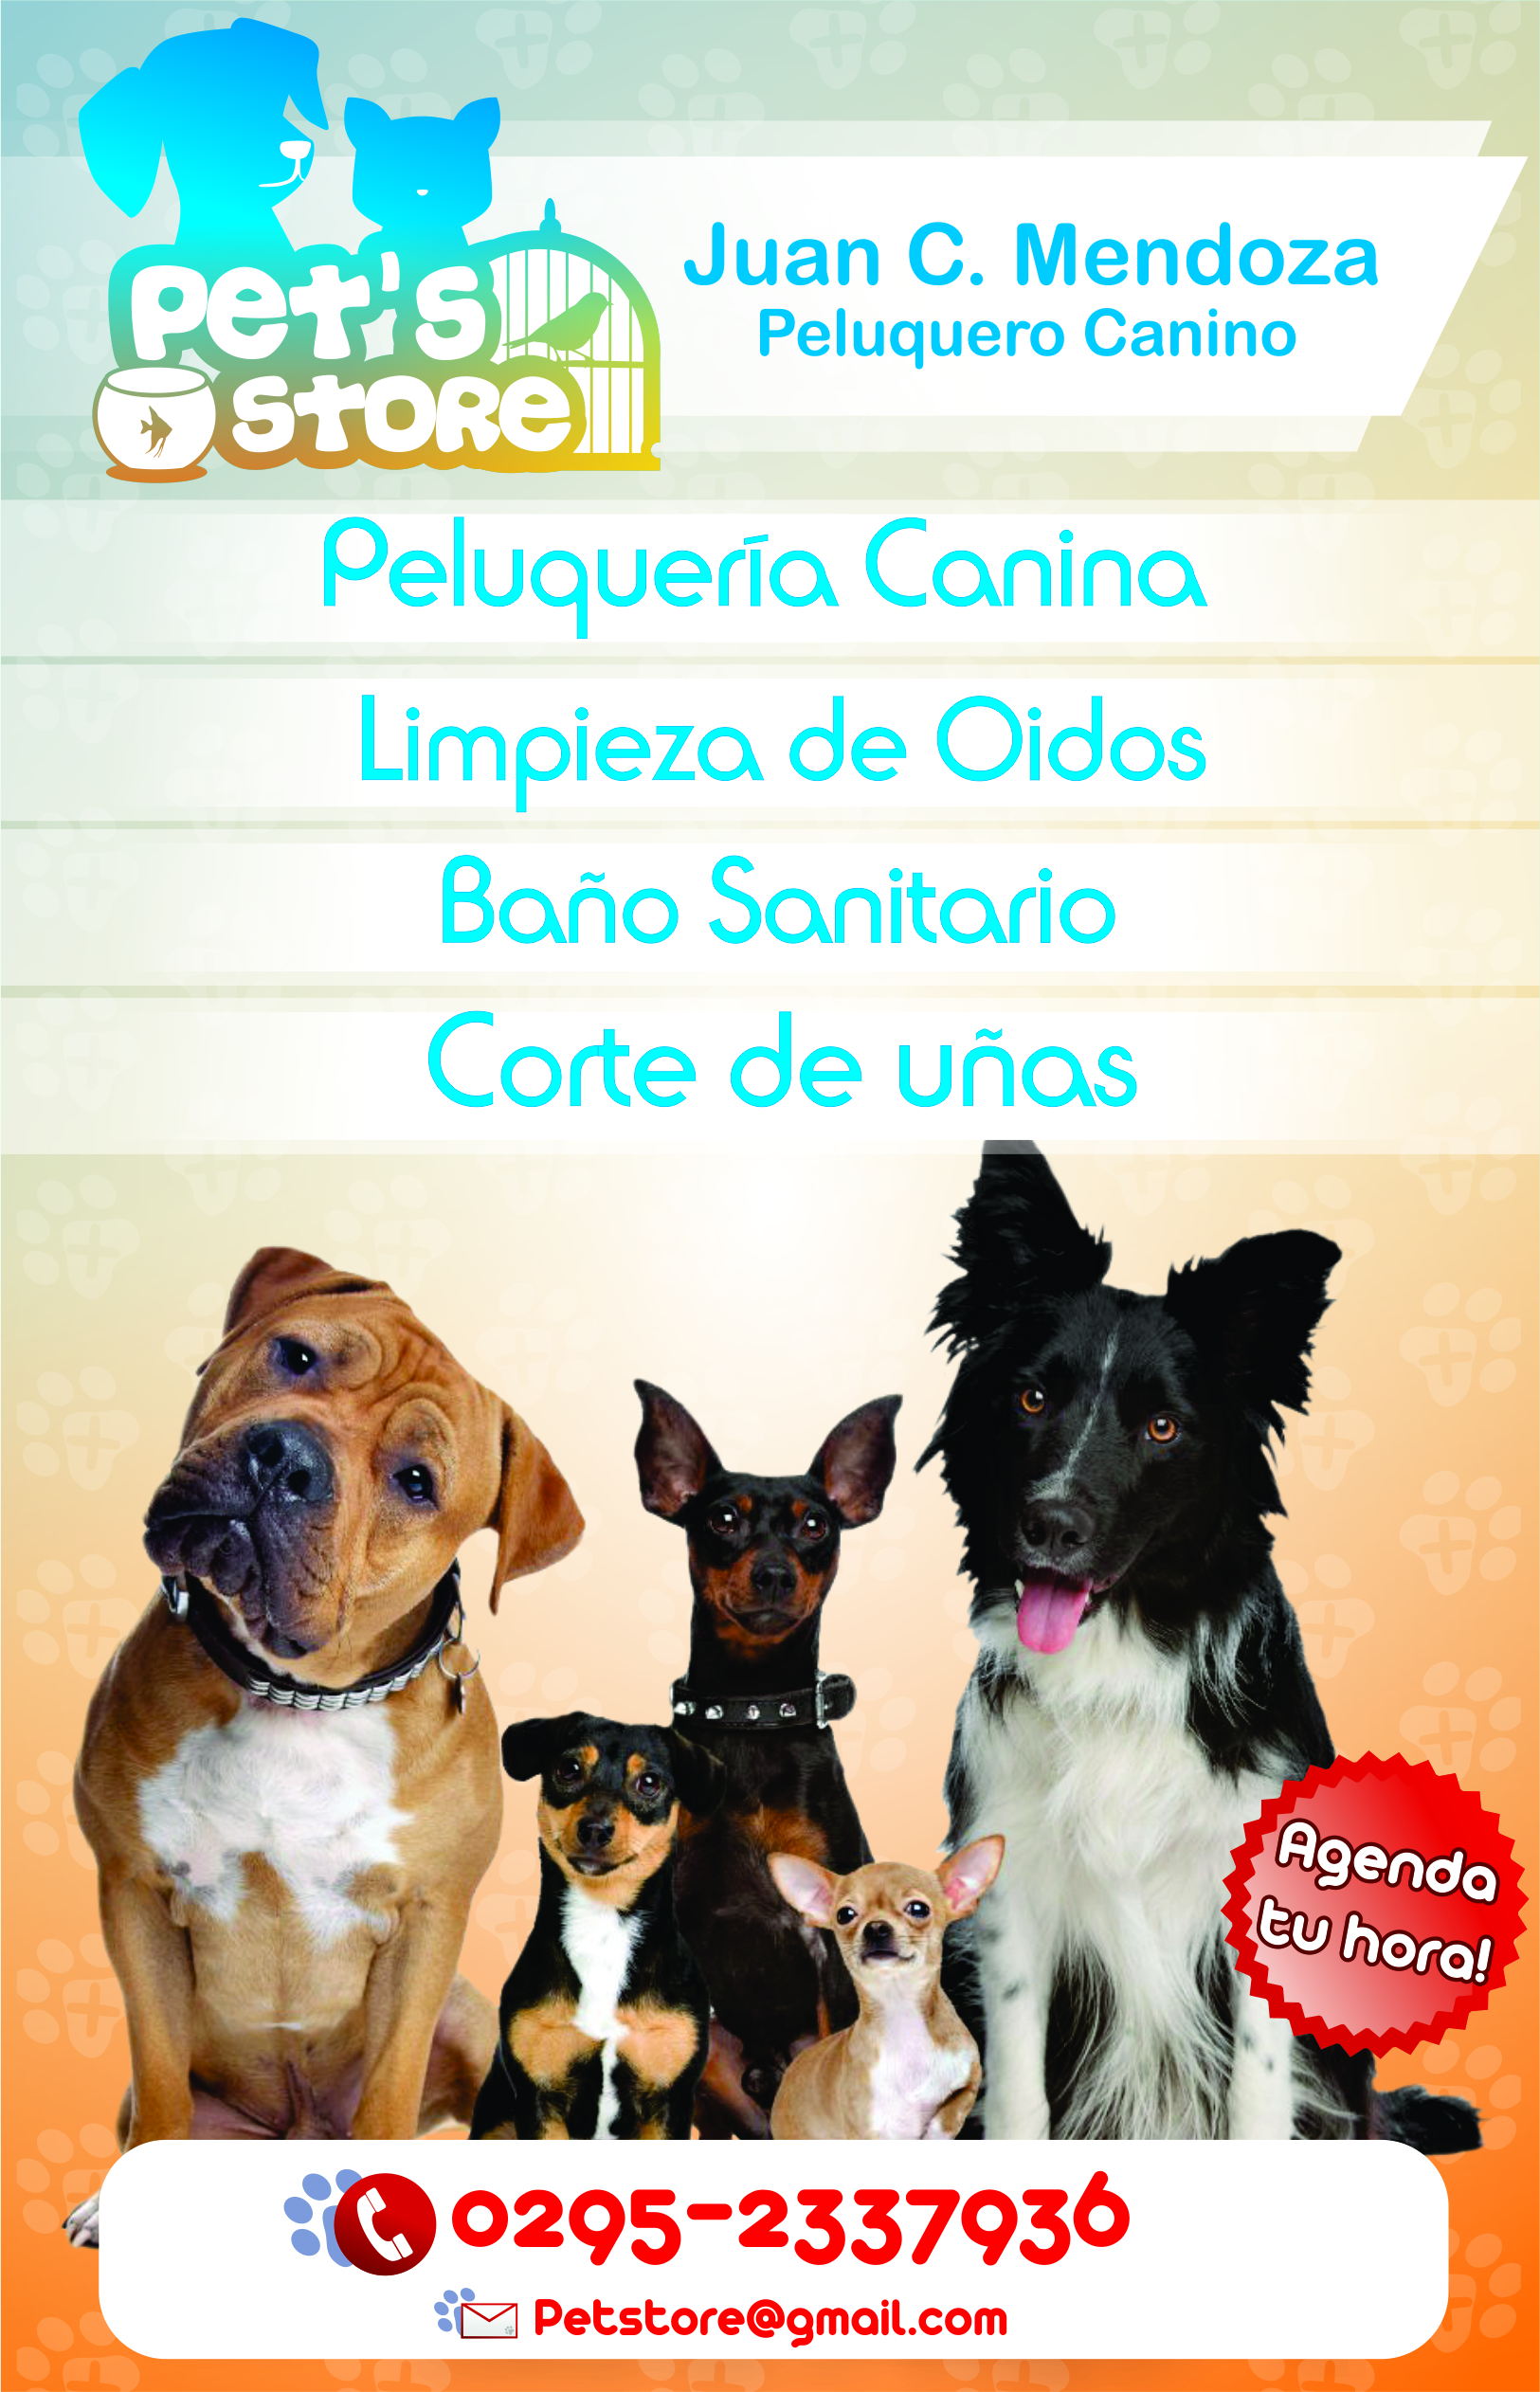 Pet's
Store
Juan C. Mendoza
Peluquero Canino
Peluquería Canina
Limpieza de Oidos
Baño Sanitario
Corte de uñas
Agenda
tu hora!
0295-2337936
Petstore@gmail.com